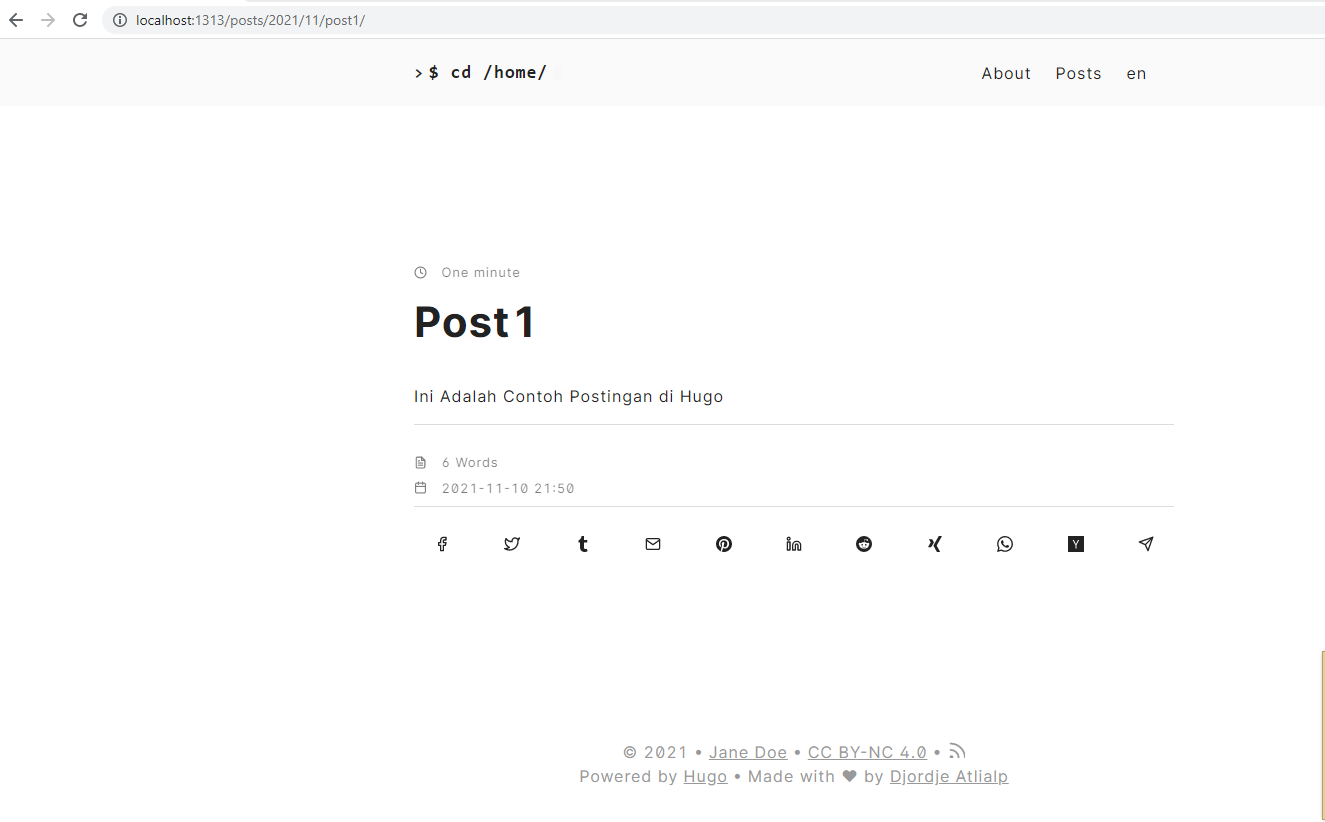 localhost:1313/posts/2021/11/post1/
>$ cd /home/
About Posts en
One minute
Post1
Ini Adalah Contoh Postingan di Hugo
6 Words
2021-11-10 21:50
© 2021 • Jane Doe • CC BY-NC 4.0 •
Powered by Hugo • Made with ❤ by Djordje Atlialp